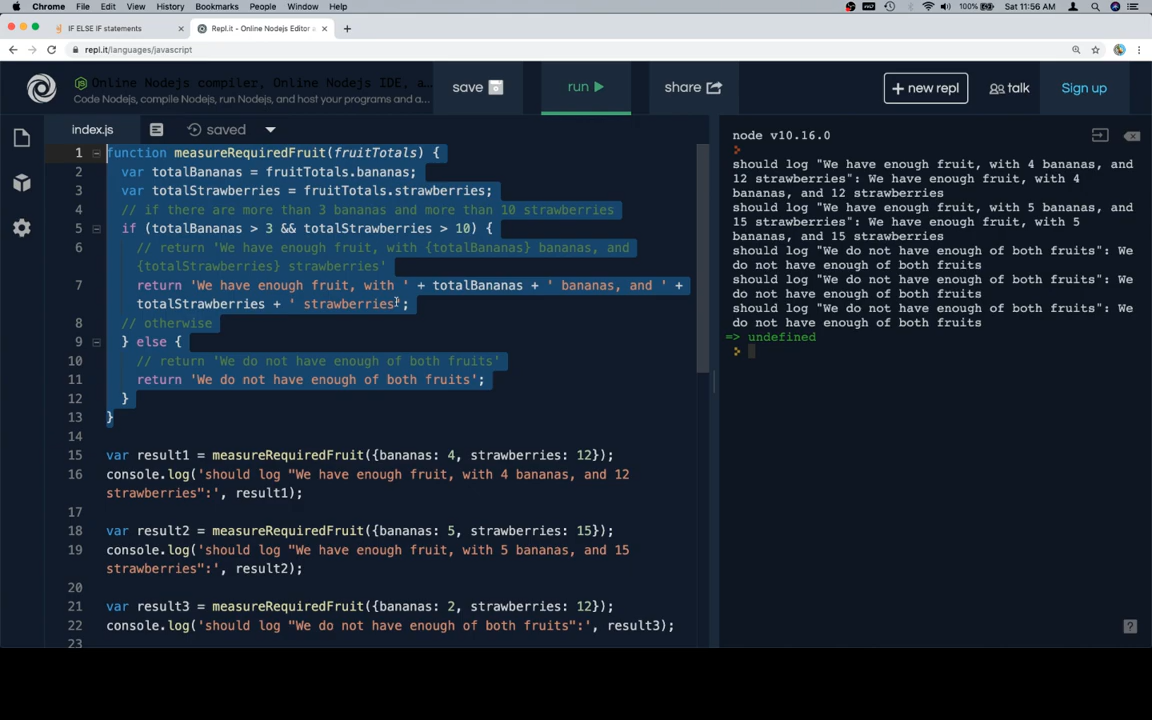 Chrome File Edit View History Bookmarks People Window Help 100% Sat 11:56 AM
IF ELSE IF statements × Repl.it - Online Nodejs Editor × +
repl.it/languages/javascript
Online Nodejs compiler, Online Nodejs IDE, a...
Code Nodejs, compile Nodejs, run Nodejs, and host your programs and a...
save run share + new repl talk Sign up
index.js saved
1 function measureRequiredFruit(fruitTotals) {
2 var totalBananas = fruitTotals.bananas;
3 var totalStrawberries = fruitTotals.strawberries;
4 // if there are more than 3 bananas and more than 10 strawberries
5 if (totalBananas > 3 && totalStrawberries > 10) {
6 // return 'We have enough fruit, with {totalBananas} bananas, and
{totalStrawberries} strawberries'
7 return 'We have enough fruit, with ' + totalBananas + ' bananas, and ' +
totalStrawberries + ' strawberries';
8 // otherwise
9 } else {
10 // return 'We do not have enough of both fruits'
11 return 'We do not have enough of both fruits';
12 }
13 }
14
15 var result1 = measureRequiredFruit({bananas: 4, strawberries: 12});
16 console.log('should log "We have enough fruit, with 4 bananas, and 12
strawberries":', result1);
17
18 var result2 = measureRequiredFruit({bananas: 5, strawberries: 15});
19 console.log('should log "We have enough fruit, with 5 bananas, and 15
strawberries":', result2);
20
21 var result3 = measureRequiredFruit({bananas: 2, strawberries: 12});
22 console.log('should log "We do not have enough of both fruits":', result3);
23
node v10.16.0
should log "We have enough fruit, with 4 bananas, and
12 strawberries": We have enough fruit, with 4
bananas, and 12 strawberries
should log "We have enough fruit, with 5 bananas, and
15 strawberries": We have enough fruit, with 5
bananas, and 15 strawberries
should log "We do not have enough of both fruits": We
do not have enough of both fruits
should log "We do not have enough of both fruits": We
do not have enough of both fruits
should log "We do not have enough of both fruits": We
do not have enough of both fruits
=> undefined